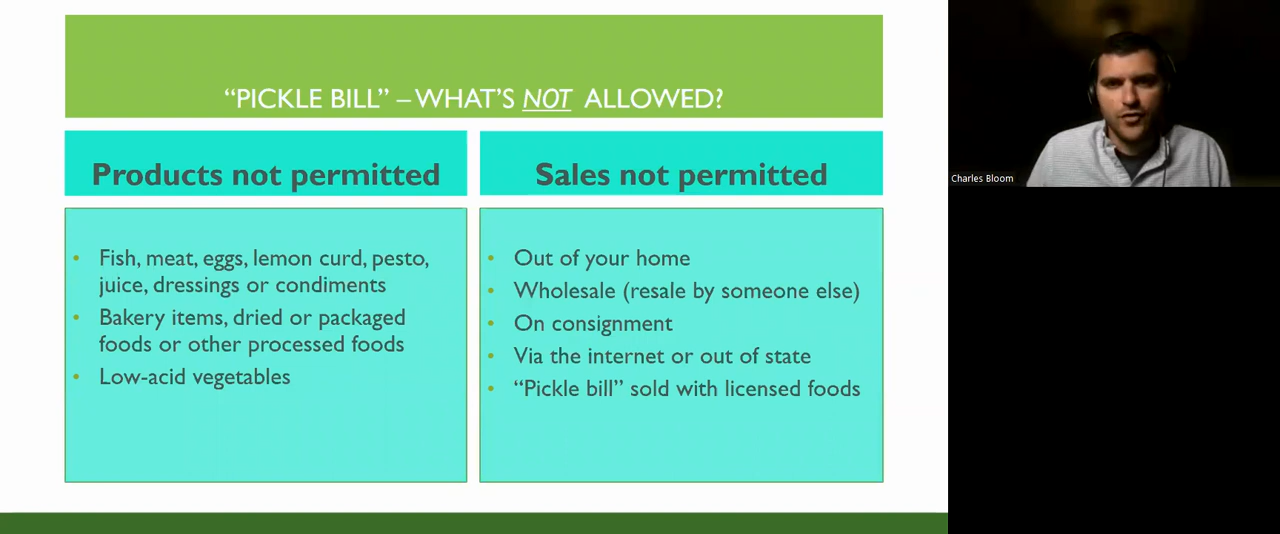 “PICKLE BILL” – WHAT’S NOT ALLOWED?
Products not permitted
Fish, meat, eggs, lemon curd, pesto,
juice, dressings or condiments
Bakery items, dried or packaged
foods or other processed foods
Low-acid vegetables
Sales not permitted
Out of your home
Wholesale (resale by someone else)
On consignment
Via the internet or out of state
“Pickle bill” sold with licensed foods
Charles Bloom